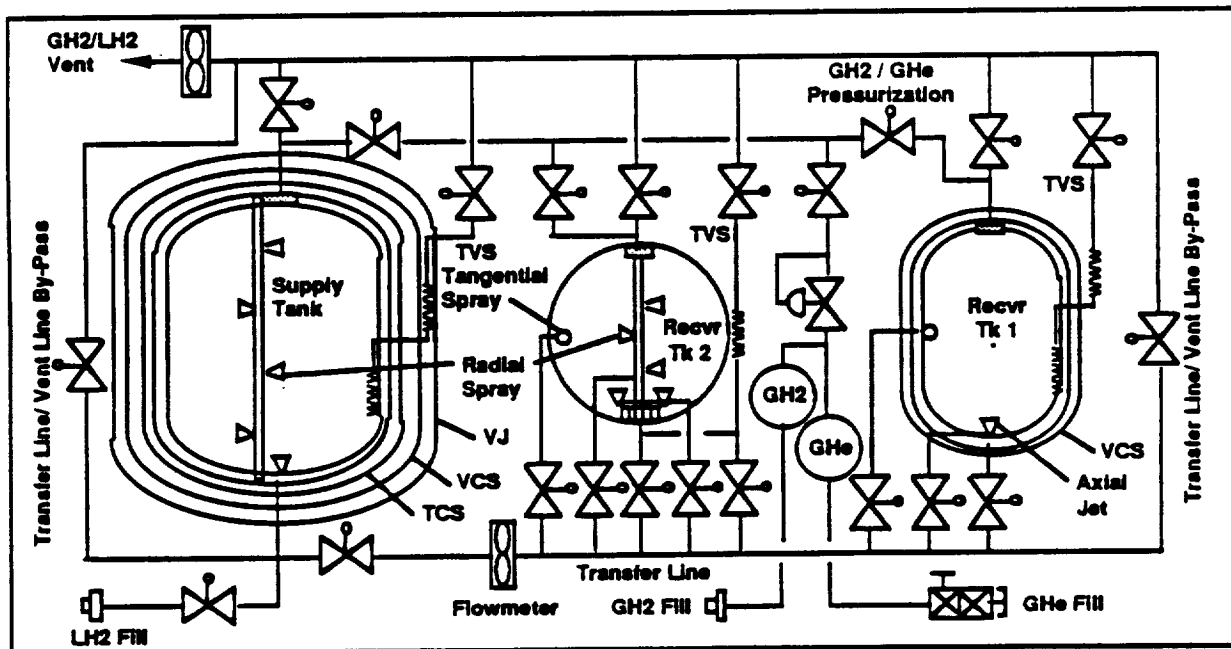 GH2/LH2
Vent
GH2 / GHe
Pressurization
TVS
TVS
Tangential
Spray
TVS
Supply
Tank
Recvr
Tk 2
Recvr
Tk 1
Radial
Spray
GH2
GHe
VJ
VCS
TCS
VCS
Axial
Jet
Transfer Line/ Vent Line By-Pass
Transfer Line/ Vent Line By-Pass
Transfer Line
Flowmeter
GH2 Fill
GHe Fill
LH2 Fill